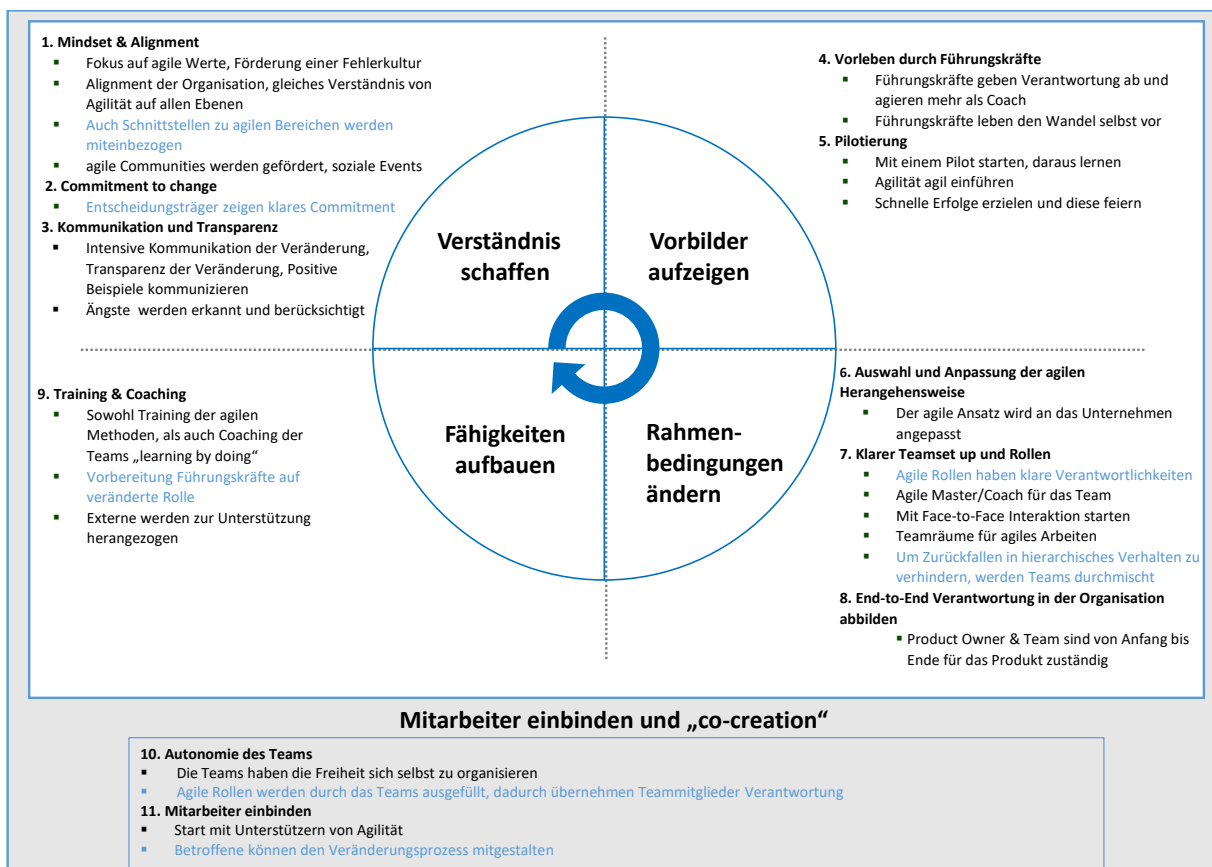 1. Mindset & Alignment
▪ Fokus auf agile Werte, Förderung einer Fehlerkultur
▪ Alignment der Organisation, gleiches Verständnis von
Agilität auf allen Ebenen
▪ Auch Schnittstellen zu agilen Bereichen werden
miteinbezogen
▪ agile Communities werden gefördert, soziale Events
2. Commitment to change
▪ Entscheidungsträger zeigen klares Commitment
3. Kommunikation und Transparenz
▪ Intensive Kommunikation der Veränderung,
Transparenz der Veränderung, Positive
Beispiele kommunizieren
▪ Ängste werden erkannt und berücksichtigt
4. Vorleben durch Führungskräfte
▪ Führungskräfte geben Verantwortung ab und
agieren mehr als Coach
▪ Führungskräfte leben den Wandel selbst vor
5. Pilotierung
▪ Mit einem Pilot starten, daraus lernen
▪ Agilität agil einführen
▪ Schnelle Erfolge erzielen und diese feiern
Verständnis
schaffen
Vorbilder
aufzeigen
Fähigkeiten
aufbauen
Rahmen-
bedingungen
ändern
6. Auswahl und Anpassung der agilen
Herangehensweise
▪ Der agile Ansatz wird an das Unternehmen
angepasst
7. Klarer Teamset up und Rollen
▪ Agile Rollen haben klare Verantwortlichkeiten
▪ Agile Master/Coach für das Team
▪ Mit Face-to-Face Interaktion starten
▪ Teamräume für agiles Arbeiten
▪ Um Zurückfallen in hierarchisches Verhalten zu
verhindern, werden Teams durchmischt
8. End-to-End Verantwortung in der Organisation
abbilden
▪ Product Owner & Team sind von Anfang bis
Ende für das Produkt zuständig
9. Training & Coaching
▪ Sowohl Training der agilen
Methoden, als auch Coaching der
Teams „learning by doing“
▪ Vorbereitung Führungskräfte auf
veränderte Rolle
▪ Externe werden zur Unterstützung
herangezogen
Mitarbeiter einbinden und „co-creation“
10. Autonomie des Teams
▪ Die Teams haben die Freiheit sich selbst zu organisieren
▪ Agile Rollen werden durch das Teams ausgefüllt, dadurch übernehmen Teammitglieder Verantwortung
11. Mitarbeiter einbinden
▪ Start mit Unterstützern von Agilität
▪ Betroffene können den Veränderungsprozess mitgestalten